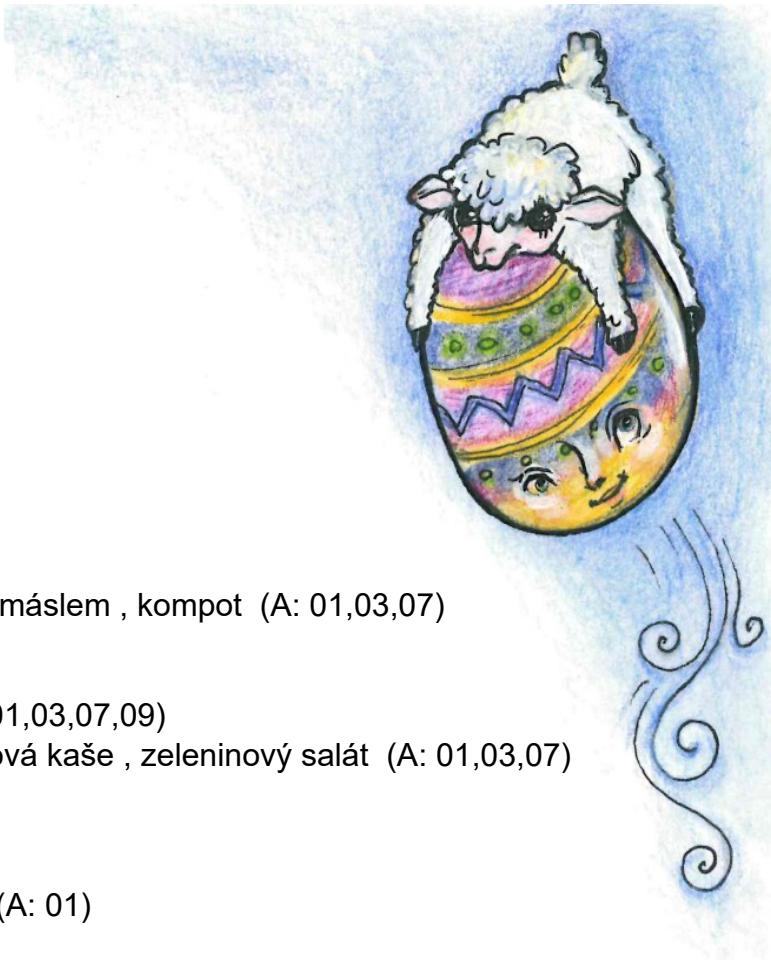 máslem , kompot (A: 01,03,07)
01,03,07,09)
ová kaše , zeleninový salát (A: 01,03,07)
(A: 01)